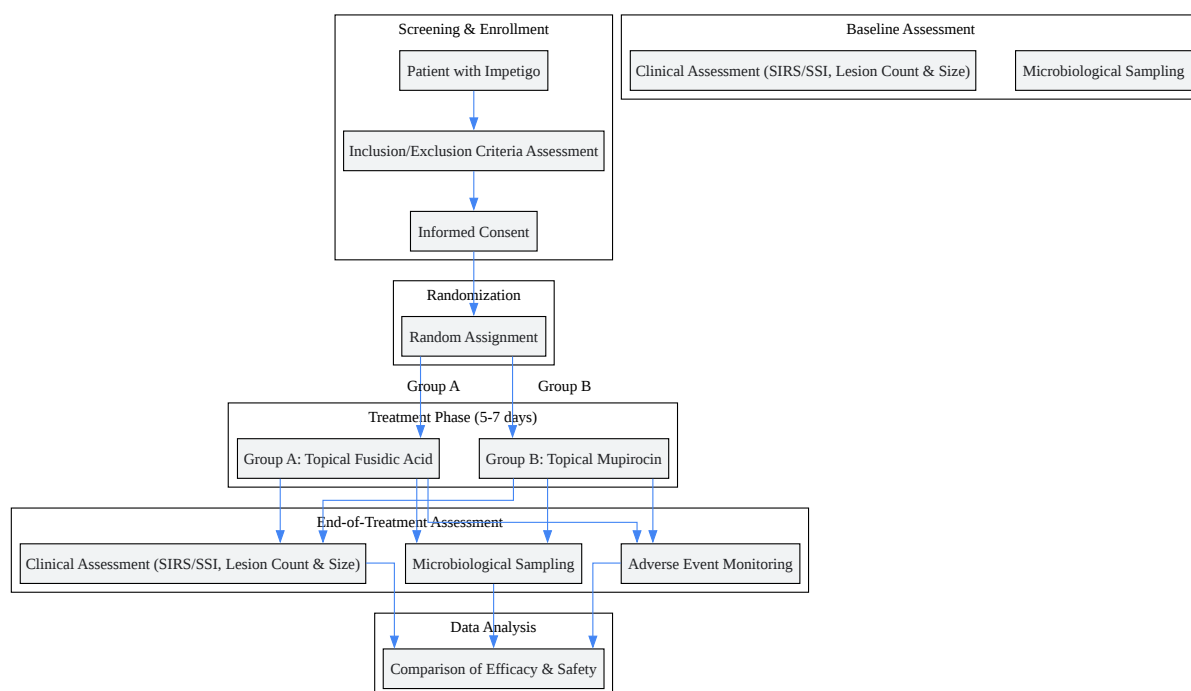 Screening & Enrollment
Patient with Impetigo
Inclusion/Exclusion Criteria Assessment
Informed Consent
Baseline Assessment
Clinical Assessment (SIRS/SSI, Lesion Count & Size)
Microbiological Sampling
Randomization
Random Assignment
Group A
Group B
Treatment Phase (5-7 days)
Group A: Topical Fusidic Acid
Group B: Topical Mupirocin
End-of-Treatment Assessment
Clinical Assessment (SIRS/SSI, Lesion Count & Size)
Microbiological Sampling
Adverse Event Monitoring
Data Analysis
Comparison of Efficacy & Safety